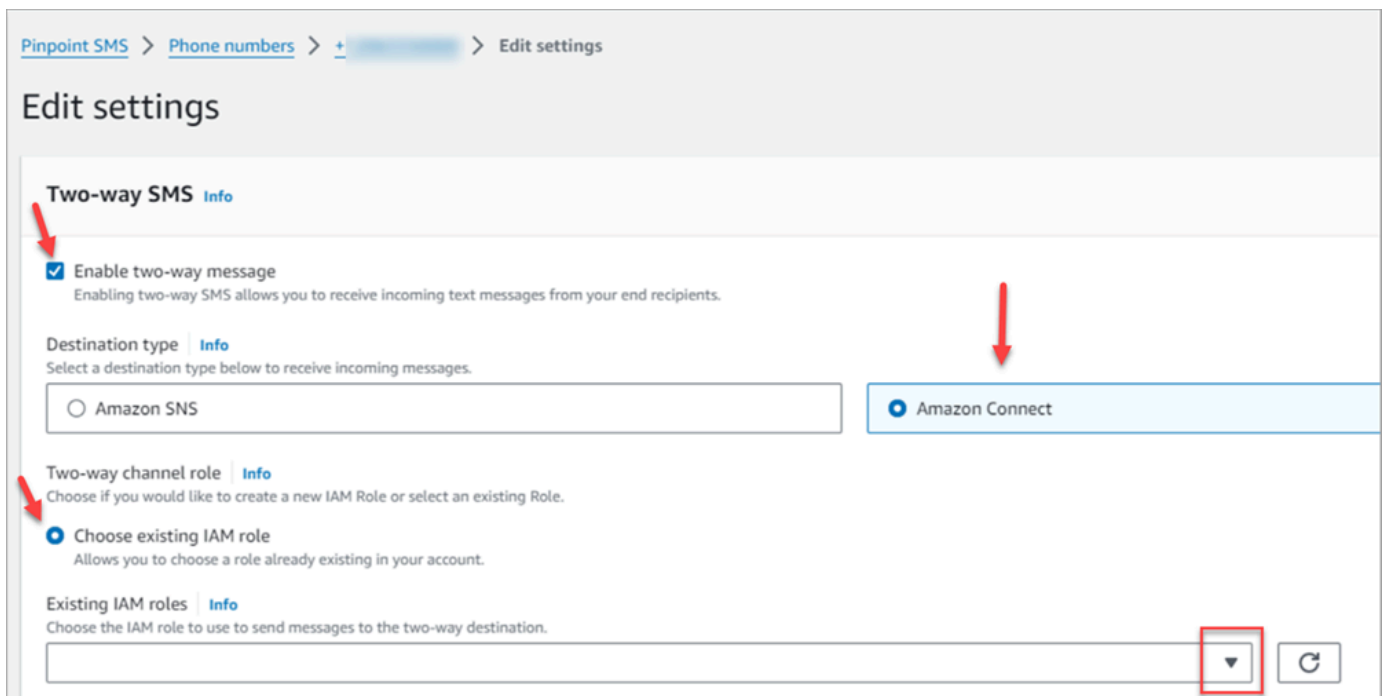 Pinpoint SMS > Phone numbers > + > Edit settings
Edit settings
Two-way SMS Info
Enable two-way message
Enabling two-way SMS allows you to receive incoming text messages from your end recipients.
Destination type Info
Select a destination type below to receive incoming messages.
Amazon SNS
Amazon Connect
Two-way channel role Info
Choose if you would like to create a new IAM Role or select an existing Role.
Choose existing IAM role
Allows you to choose a role already existing in your account.
Existing IAM roles Info
Choose the IAM role to use to send messages to the two-way destination.